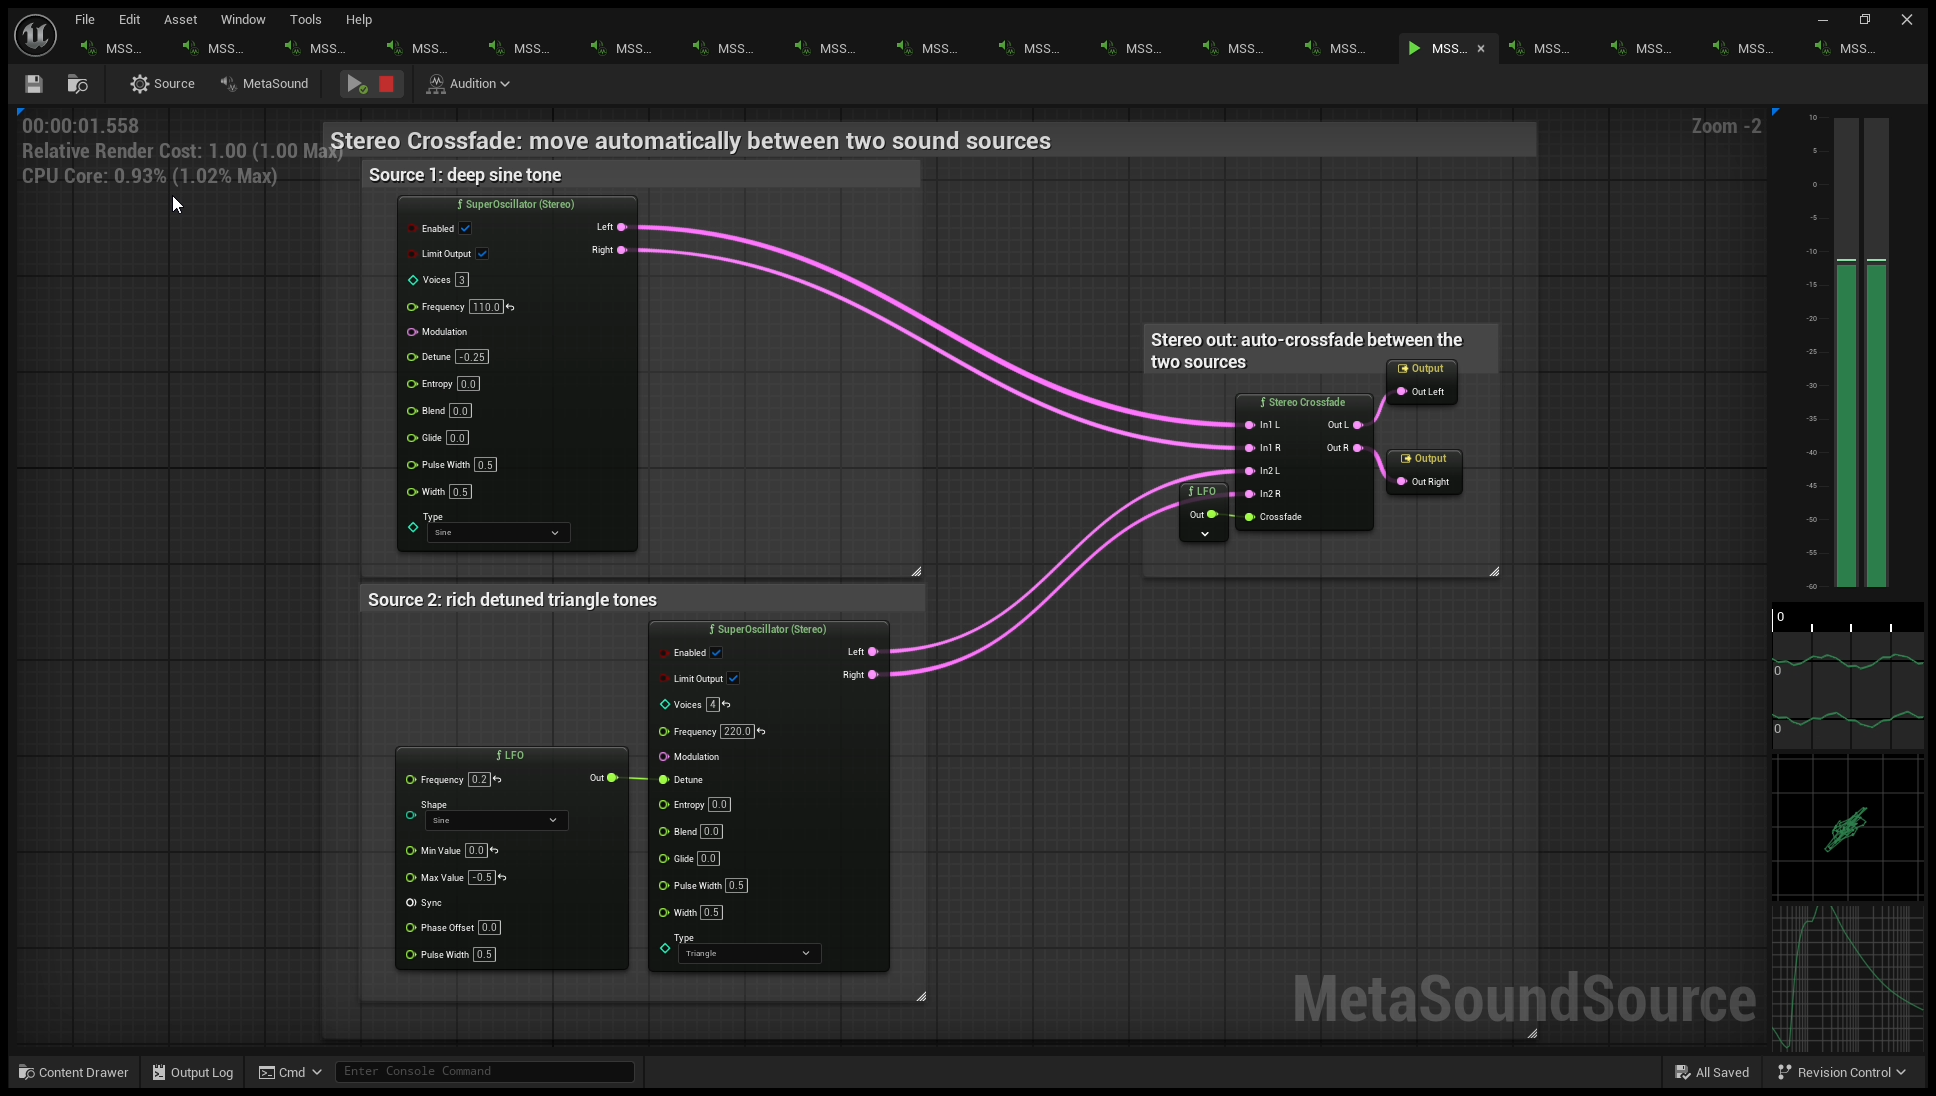 File Edit Asset Window Tools Help
MSS... MSS... MSS... MSS... MSS... MSS... MSS... MSS... MSS... MSS... MSS... MSS... MSS... MSS... × MSS... MSS... MSS... MSS...
Source MetaSound Audition
00:00:01.558
Relative Render Cost: 1.00 (1.00 Max)
CPU Core: 0.93% (1.02% Max)
Zoom -2
Stereo Crossfade: move automatically between two sound sources
Source 1: deep sine tone
SuperOscillator (Stereo)
Enabled Left
Limit Output Right
Voices 3
Frequency 110.0
Modulation
Detune -0.25
Entropy 0.0
Blend 0.0
Glide 0.0
Pulse Width 0.5
Width 0.5
Type
Sine
Stereo out: auto-crossfade between the
two sources
Output
Out Left
Stereo Crossfade
In1 L Out L
In1 R Out R
In2 L
In2 R
Crossfade
Output
Out Right
LFO
Out
Source 2: rich detuned triangle tones
SuperOscillator (Stereo)
Enabled Left
Limit Output Right
Voices 4
Frequency 220.0
Modulation
Detune
Entropy 0.0
Blend 0.0
Glide 0.0
Pulse Width 0.5
Width 0.5
Type
Triangle
LFO
Frequency 0.2 Out
Shape
Sine
Min Value 0.0
Max Value -0.5
Sync
Phase Offset 0.0
Pulse Width 0.5
10
5
0
-5
-10
-15
-20
-25
-30
-35
-40
-45
-50
-55
-60
0
0
0
MetaSoundSource
Content Drawer Output Log Cmd Enter Console Command All Saved Revision Control